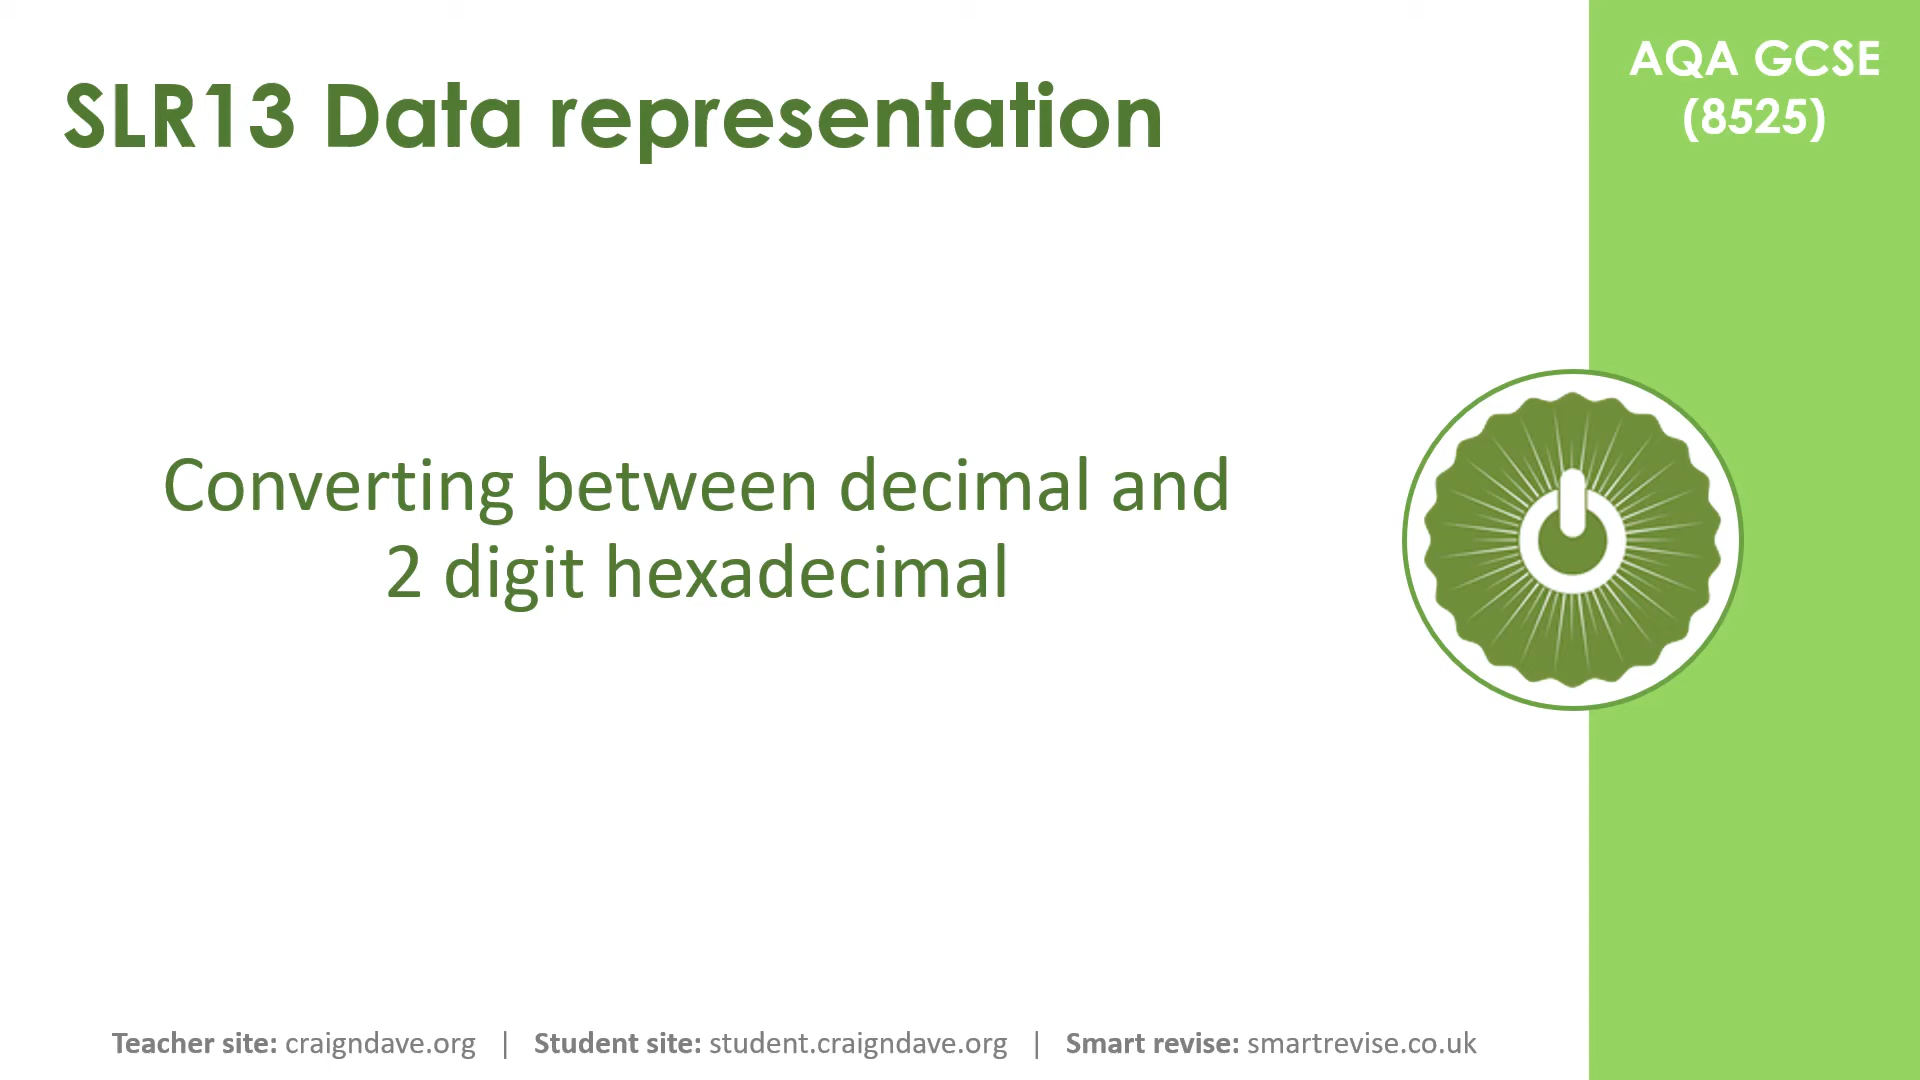 SLR13 Data representation
AQA GCSE
(8525)
Converting between decimal and
2 digit hexadecimal
Teacher site: craigndave.org | Student site: student.craigndave.org | Smart revise: smartrevise.co.uk